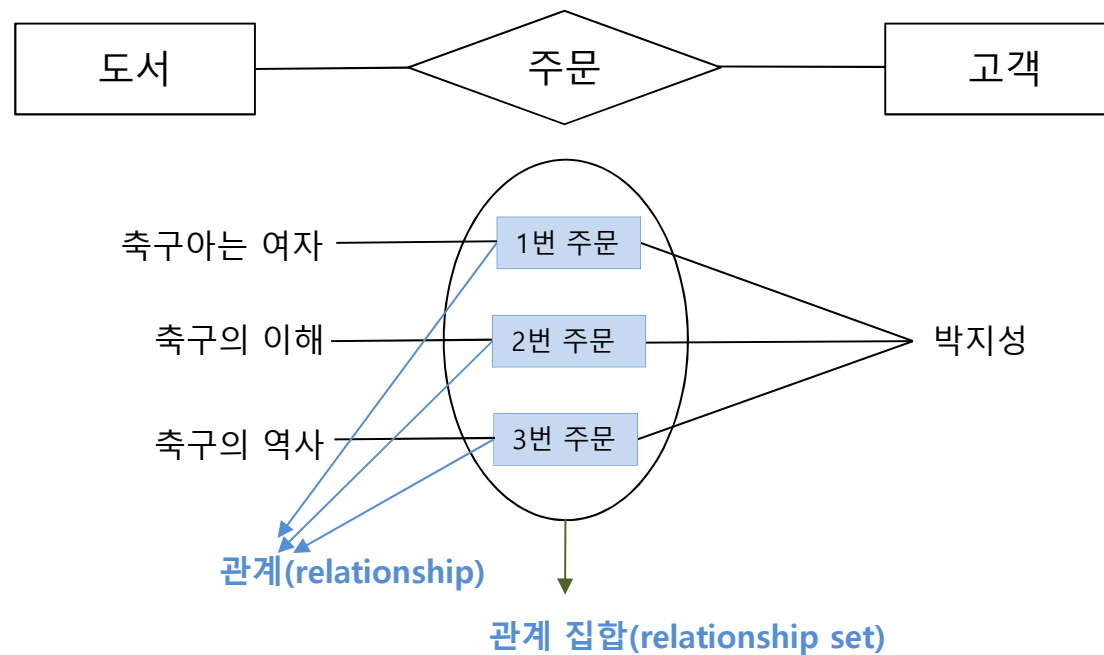 도서 주문 고객
축구아는 여자 1번 주문
축구의 이해 2번 주문 박지성
축구의 역사 3번 주문
관계(relationship)
관계 집합(relationship set)